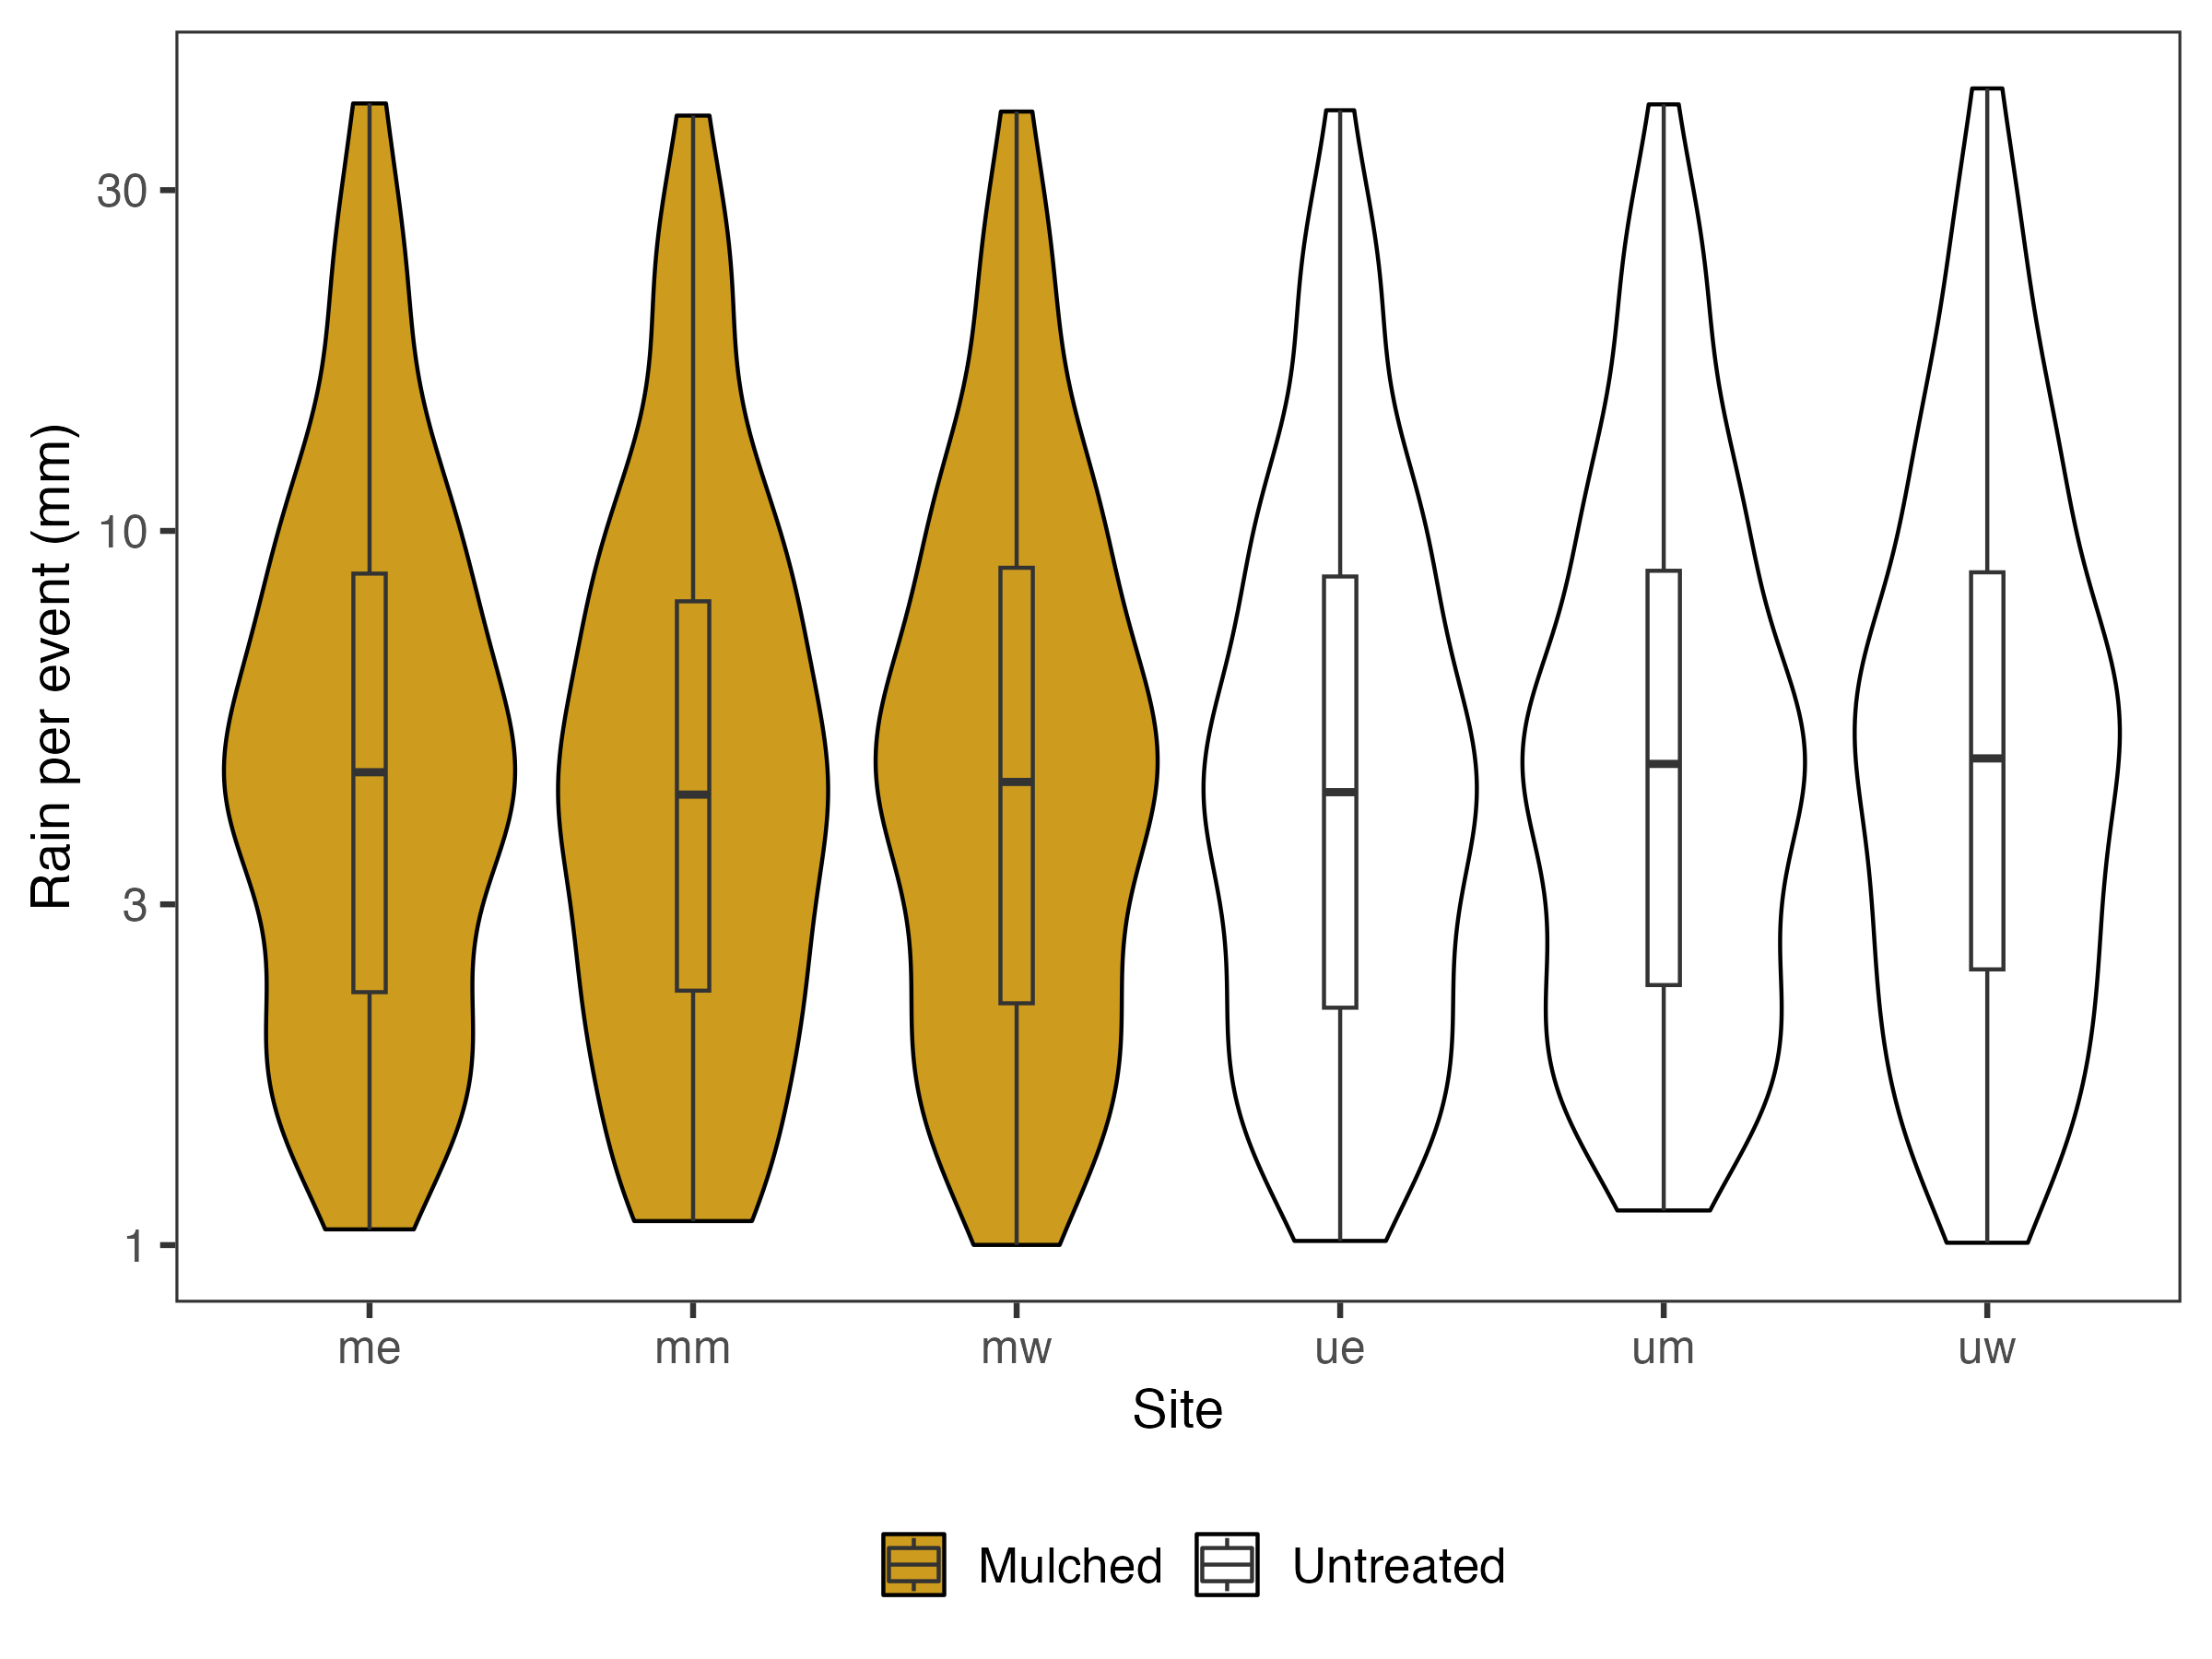 Rain per event (mm)
30
10
3
1
me mm mw ue um uw
Site
Mulched Untreated